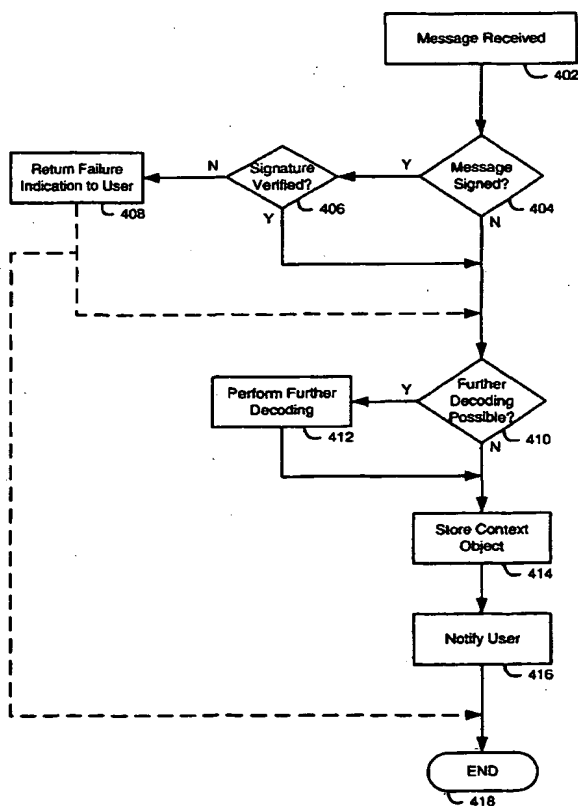 Message Received
402
Message
Signed?
404
Y
N
Signature
Verified?
406
N
Y
Return Failure
Indication to User
408
Further
Decoding
Possible?
410
Y
N
Perform Further
Decoding
412
Store Context
Object
414
Notify User
416
END
418